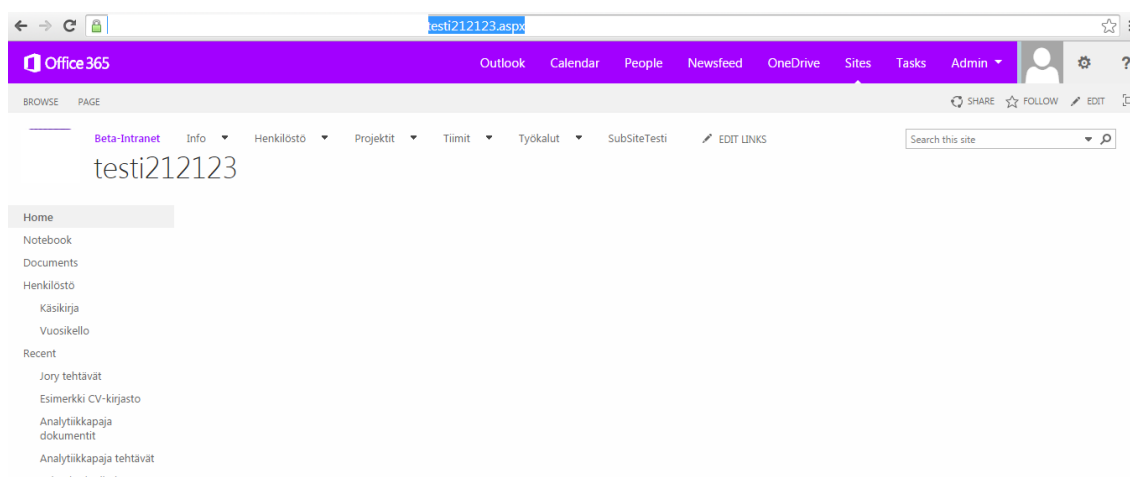 testi212123.aspx
Office 365 Outlook Calendar People Newsfeed OneDrive Sites Tasks Admin ?
BROWSE PAGE SHARE FOLLOW EDIT
Beta-Intranet Info Henkilöstö Projektit Tiimit Työkalut SubSiteTesti EDIT LINKS Search this site
testi212123
Home
Notebook
Documents
Henkilöstö
Käsikirja
Vuosikello
Recent
Jory tehtävät
Esimerkki CV-kirjasto
Analytiikkapaja
dokumentit
Analytiikkapaja tehtävät